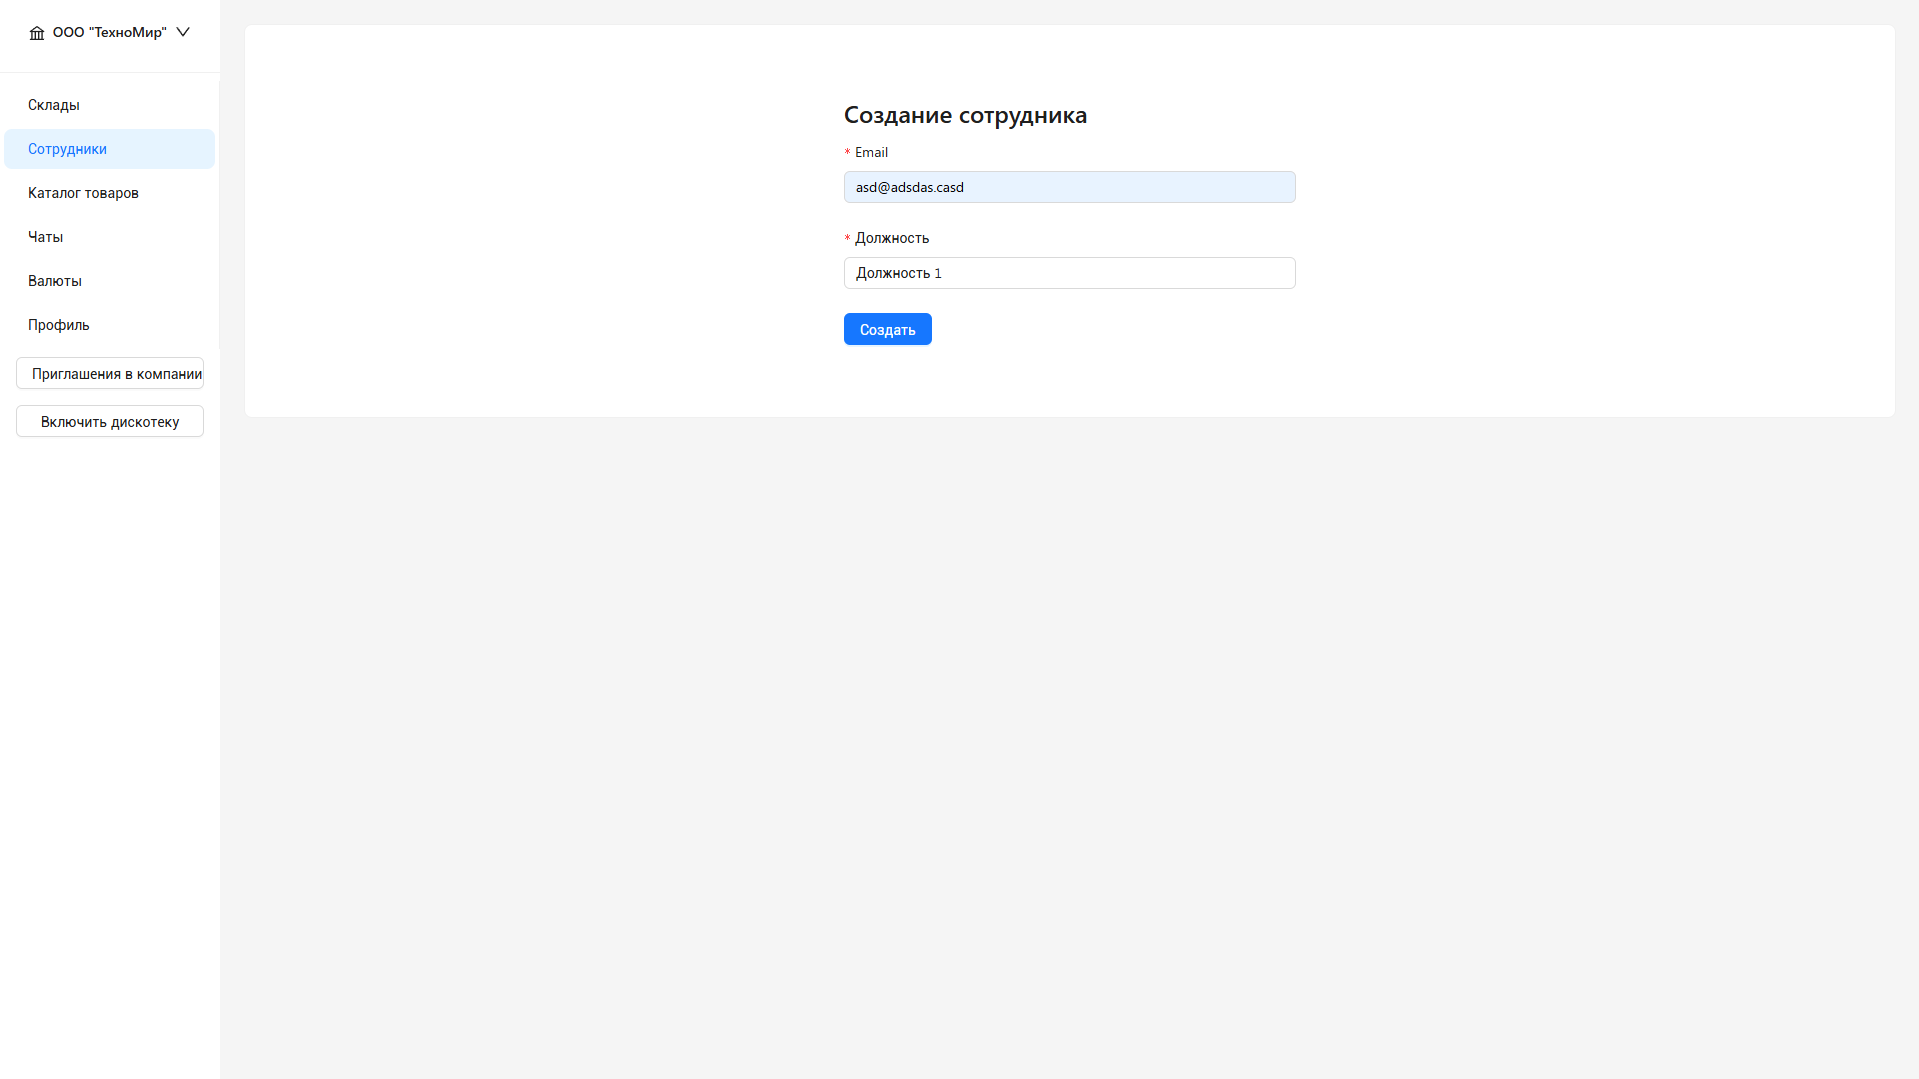 ООО "ТехноМир"
Склады
Сотрудники
Каталог товаров
Чаты
Валюты
Профиль
Приглашения в компании
Включить дискотеку
Создание сотрудника
* Email
asd@adsdas.casd
* Должность
Должность 1
Создать